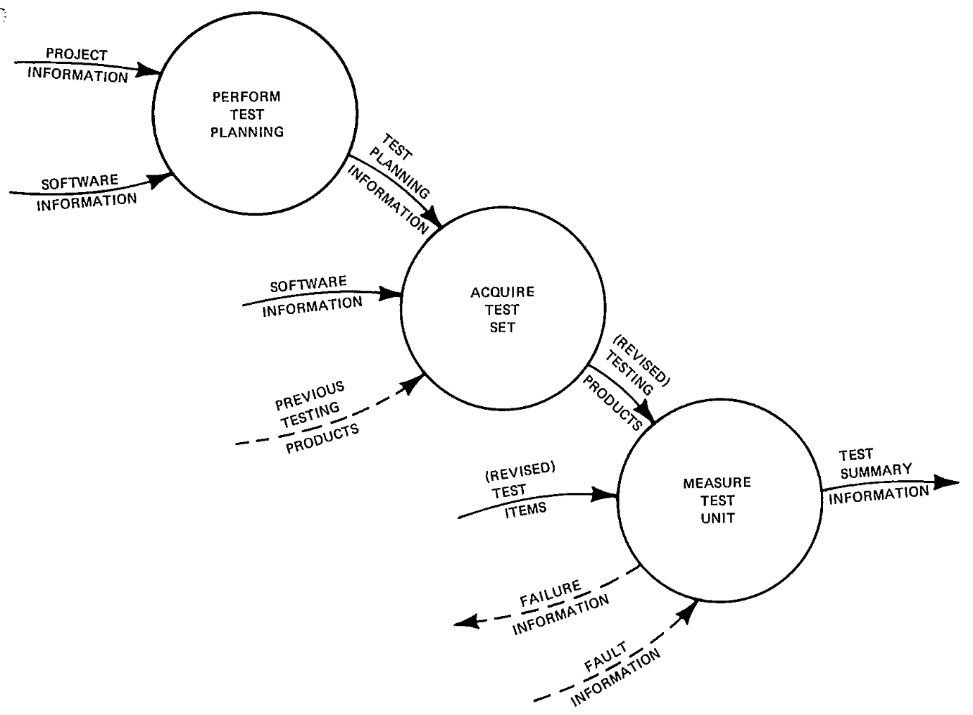 PROJECT
INFORMATION
SOFTWARE
INFORMATION
PERFORM
TEST
PLANNING
TEST
PLANNING
INFORMATION
SOFTWARE
INFORMATION
PREVIOUS
TESTING
PRODUCTS
ACQUIRE
TEST
SET
(REVISED)
TESTING
PRODUCTS
(REVISED)
TEST
ITEMS
MEASURE
TEST
UNIT
TEST
SUMMARY
INFORMATION
FAILURE
INFORMATION
FAULT
INFORMATION